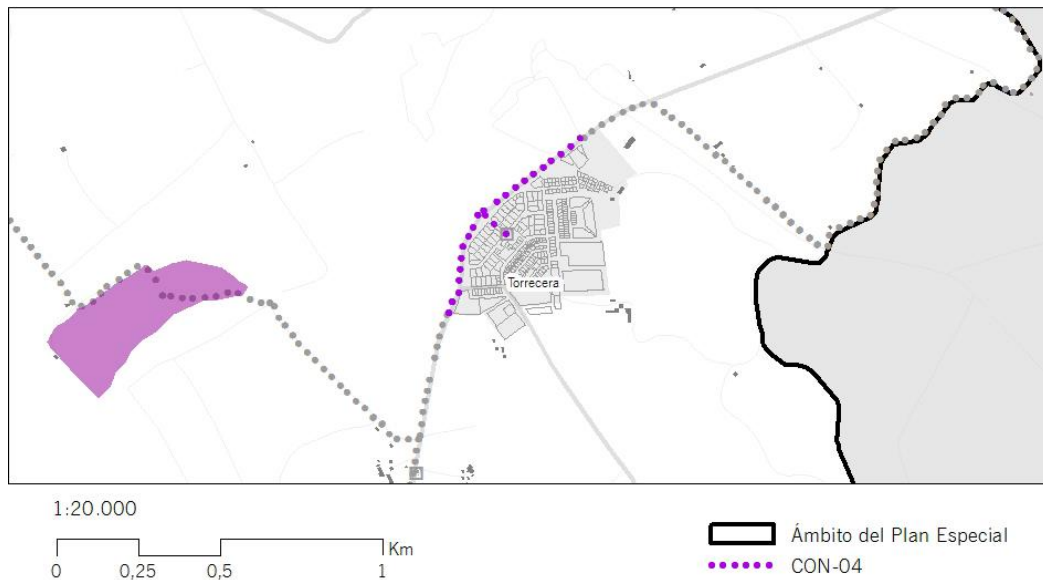 Torrecera
1:20.000
Km
0 0,25 0,5 1
Ámbito del Plan Especial
CON-04